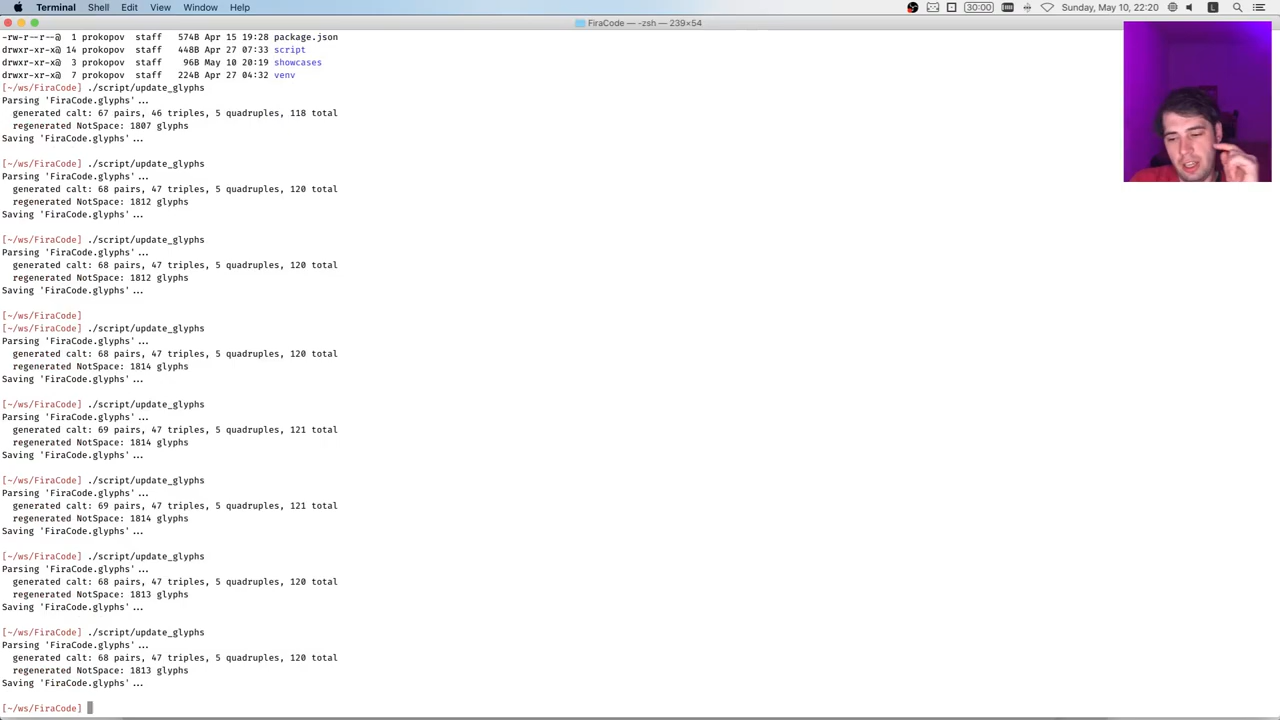 Terminal Shell Edit View Window Help 30:00 L Sunday, May 10, 22:20
FiraCode — -zsh — 239×54
-rw-r--r--@ 1 prokopov staff 574B Apr 15 19:28 package.json
drwxr-xr-x@ 14 prokopov staff 448B Apr 27 07:33 script
drwxr-xr-x@ 3 prokopov staff 96B May 10 20:19 showcases
drwxr-xr-x@ 7 prokopov staff 224B Apr 27 04:32 venv
[~/ws/FiraCode] ./script/update_glyphs
Parsing 'FiraCode.glyphs'...
generated calt: 67 pairs, 46 triples, 5 quadruples, 118 total
regenerated NotSpace: 1807 glyphs
Saving 'FiraCode.glyphs'...
[~/ws/FiraCode] ./script/update_glyphs
Parsing 'FiraCode.glyphs'...
generated calt: 68 pairs, 47 triples, 5 quadruples, 120 total
regenerated NotSpace: 1812 glyphs
Saving 'FiraCode.glyphs'...
[~/ws/FiraCode] ./script/update_glyphs
Parsing 'FiraCode.glyphs'...
generated calt: 68 pairs, 47 triples, 5 quadruples, 120 total
regenerated NotSpace: 1812 glyphs
Saving 'FiraCode.glyphs'...
[~/ws/FiraCode]
[~/ws/FiraCode] ./script/update_glyphs
Parsing 'FiraCode.glyphs'...
generated calt: 68 pairs, 47 triples, 5 quadruples, 120 total
regenerated NotSpace: 1814 glyphs
Saving 'FiraCode.glyphs'...
[~/ws/FiraCode] ./script/update_glyphs
Parsing 'FiraCode.glyphs'...
generated calt: 69 pairs, 47 triples, 5 quadruples, 121 total
regenerated NotSpace: 1814 glyphs
Saving 'FiraCode.glyphs'...
[~/ws/FiraCode] ./script/update_glyphs
Parsing 'FiraCode.glyphs'...
generated calt: 69 pairs, 47 triples, 5 quadruples, 121 total
regenerated NotSpace: 1814 glyphs
Saving 'FiraCode.glyphs'...
[~/ws/FiraCode] ./script/update_glyphs
Parsing 'FiraCode.glyphs'...
generated calt: 68 pairs, 47 triples, 5 quadruples, 120 total
regenerated NotSpace: 1813 glyphs
Saving 'FiraCode.glyphs'...
[~/ws/FiraCode] ./script/update_glyphs
Parsing 'FiraCode.glyphs'...
generated calt: 68 pairs, 47 triples, 5 quadruples, 120 total
regenerated NotSpace: 1813 glyphs
Saving 'FiraCode.glyphs'...
[~/ws/FiraCode]